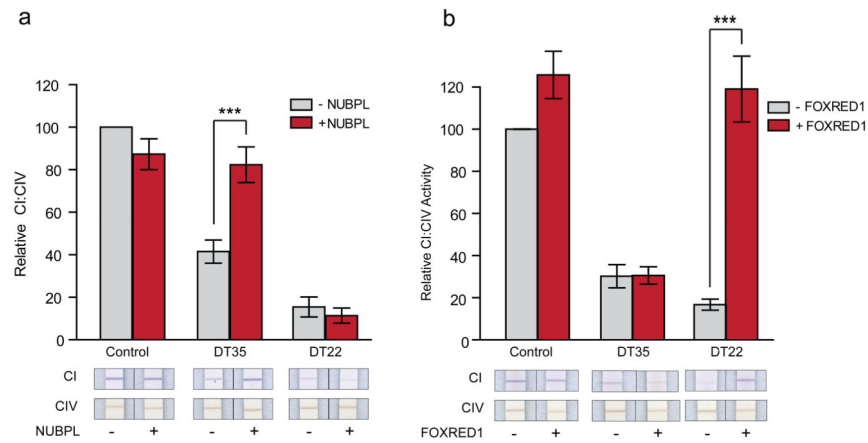 a
Relative CI:CIV
120
100
80
60
40
20
0
- NUBPL
+NUBPL
***
Control
DT35
DT22
CI
CIV
NUBPL
- + - + - +
b
Relative CI:CIV Activity
120
100
80
60
40
20
0
***
- FOXRED1
+ FOXRED1
Control
DT35
DT22
CI
CIV
FOXRED1
- + - + - +